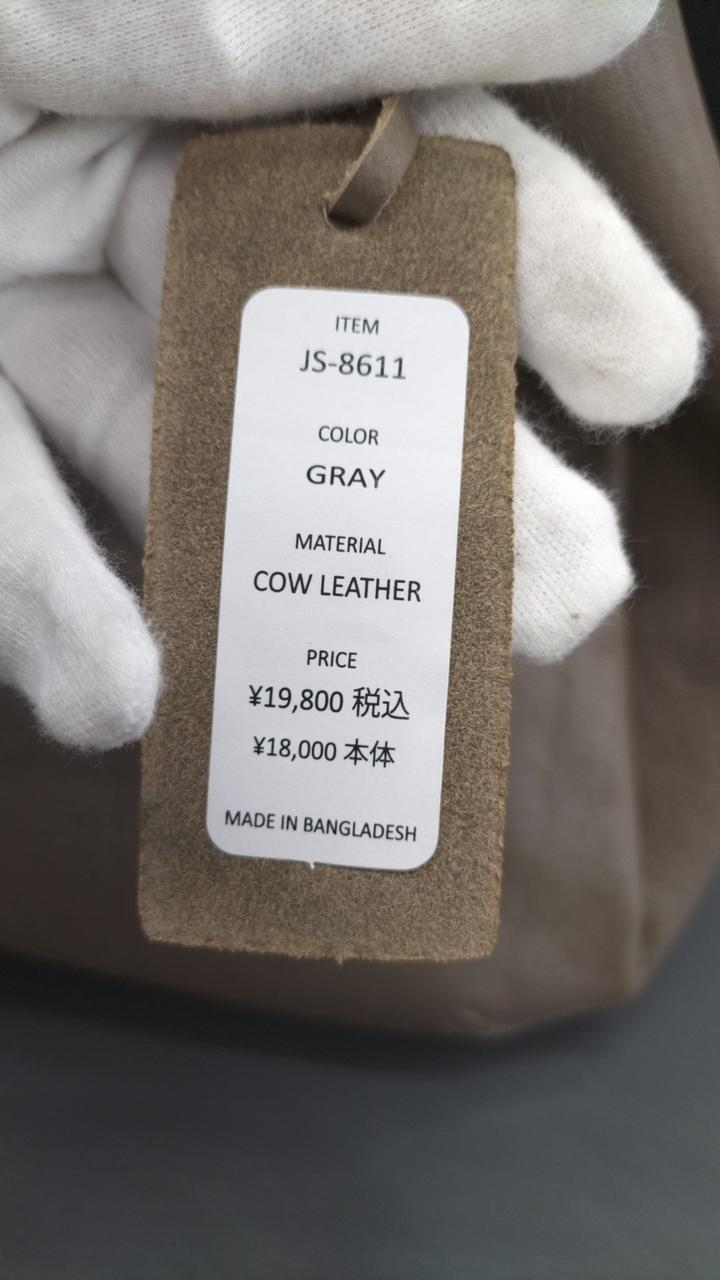 ITEM
JS-8611
COLOR
GRAY
MATERIAL
COW LEATHER
PRICE
¥19,800 税込
¥18,000 本体
MADE IN BANGLADESH